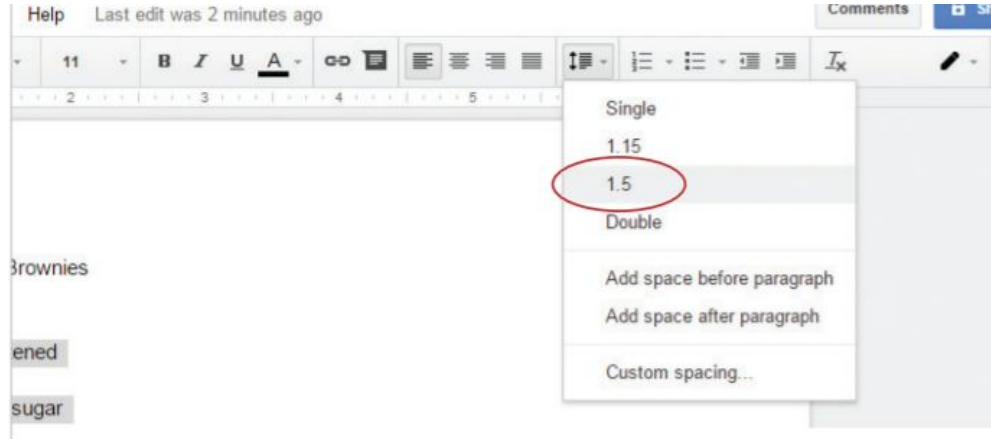 Help Last edit was 2 minutes ago Comments
11 B I U A
2 3 4 5
Single
1.15
1.5
Double
Brownies
Add space before paragraph
Add space after paragraph
ened
Custom spacing...
sugar